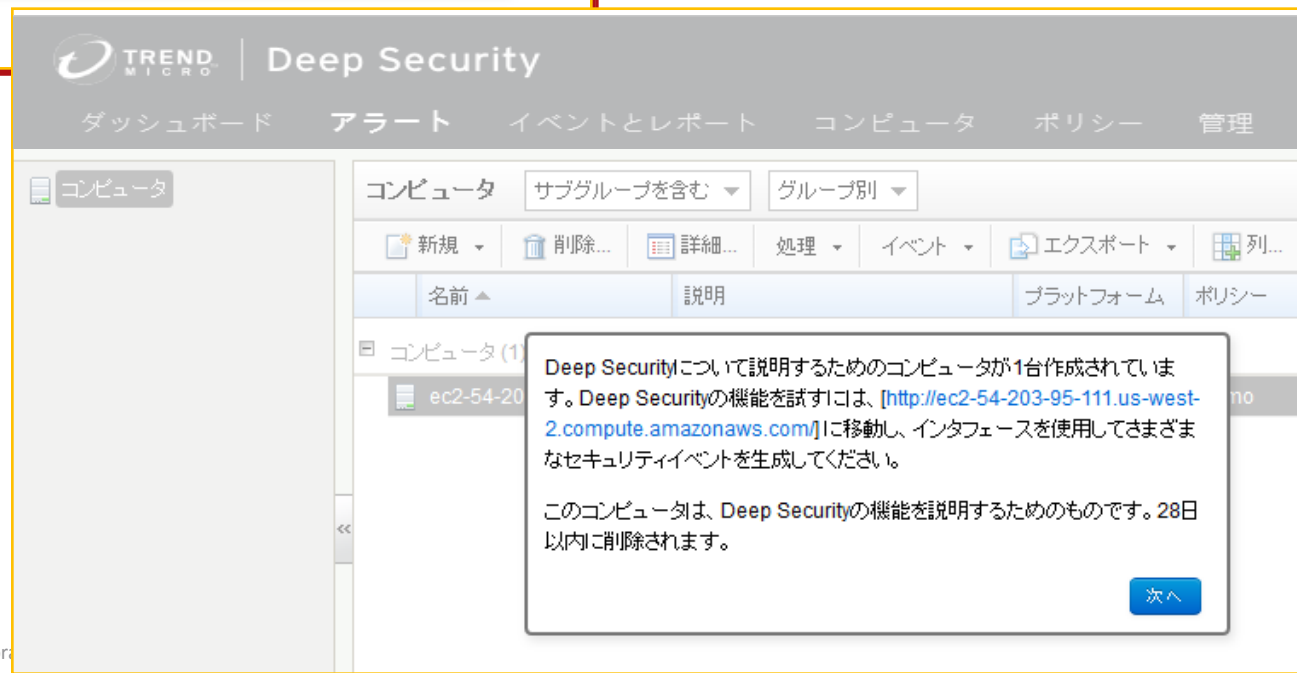 TREND MICRO Deep Security
ダッシュボード アラート イベントとレポート コンピュータ ポリシー 管理
コンピュータ
コンピュータ サブグループを含む グループ別
新規 削除... 詳細... 処理 イベント エクスポート 列...
名前 説明 プラットフォーム ポリシー
コンピュータ (1)
ec2-54-20
Deep Securityについて説明するためのコンピュータが1台作成されていま
す。Deep Securityの機能を試すには、[http://ec2-54-203-95-111.us-west-
2.compute.amazonaws.com/]に移動し、インタフェースを使用してさまざま
なセキュリティイベントを生成してください。
このコンピュータは、Deep Securityの機能を説明するためのものです。28日
以内に削除されます。
次へ